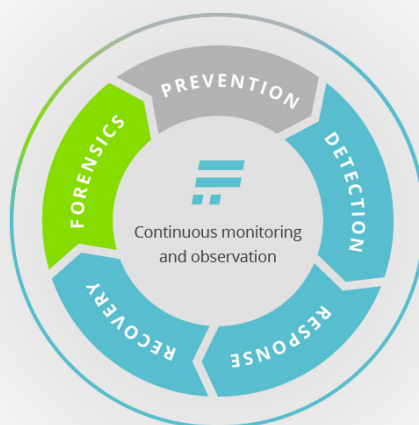 PREVENTION
DETECTION
RESPONSE
RECOVERY
FORENSICS
Continuous monitoring
and observation